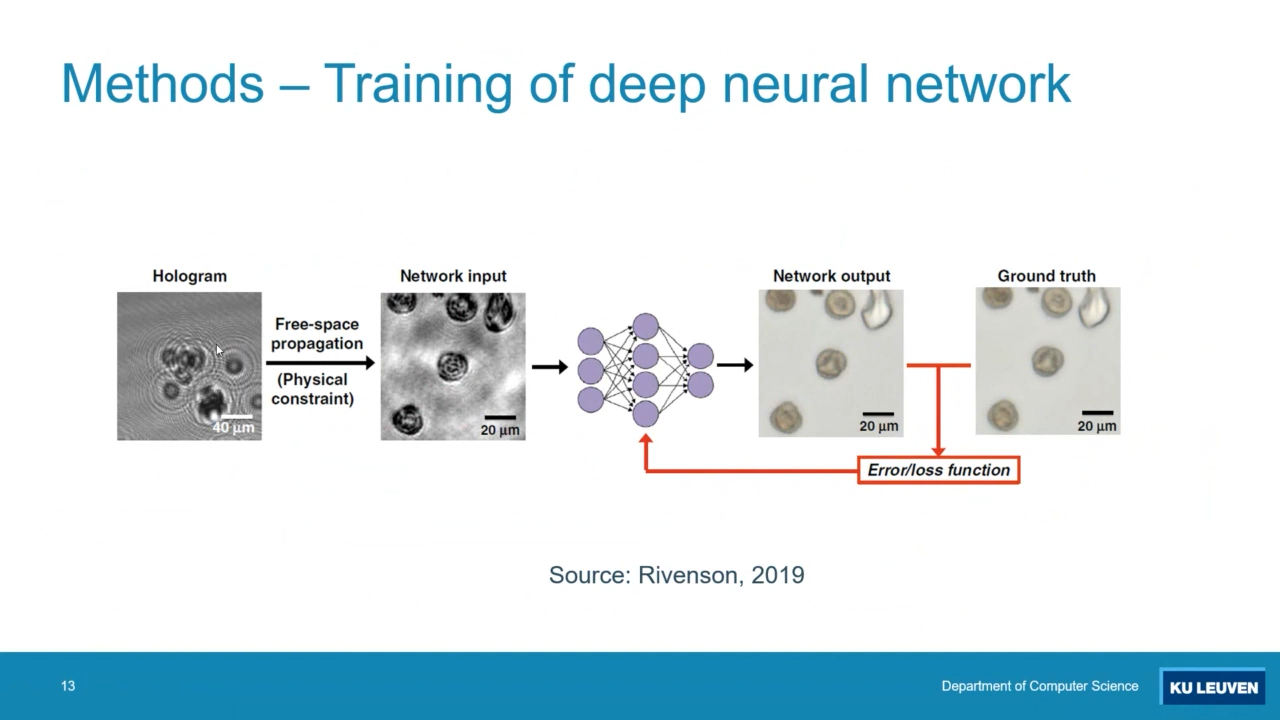 Methods – Training of deep neural network
Hologram
Free-space
propagation
(Physical
constraint)
40 μm
Network input
20 μm
Network output
20 μm
Ground truth
20 μm
Error/loss function
Source: Rivenson, 2019
13
Department of Computer Science
KU LEUVEN